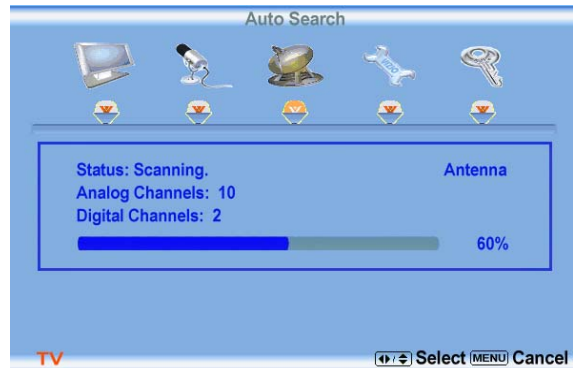 Auto Search
Status: Scanning.
Antenna
Analog Channels: 10
Digital Channels: 2
60%
TV
Select MENU Cancel